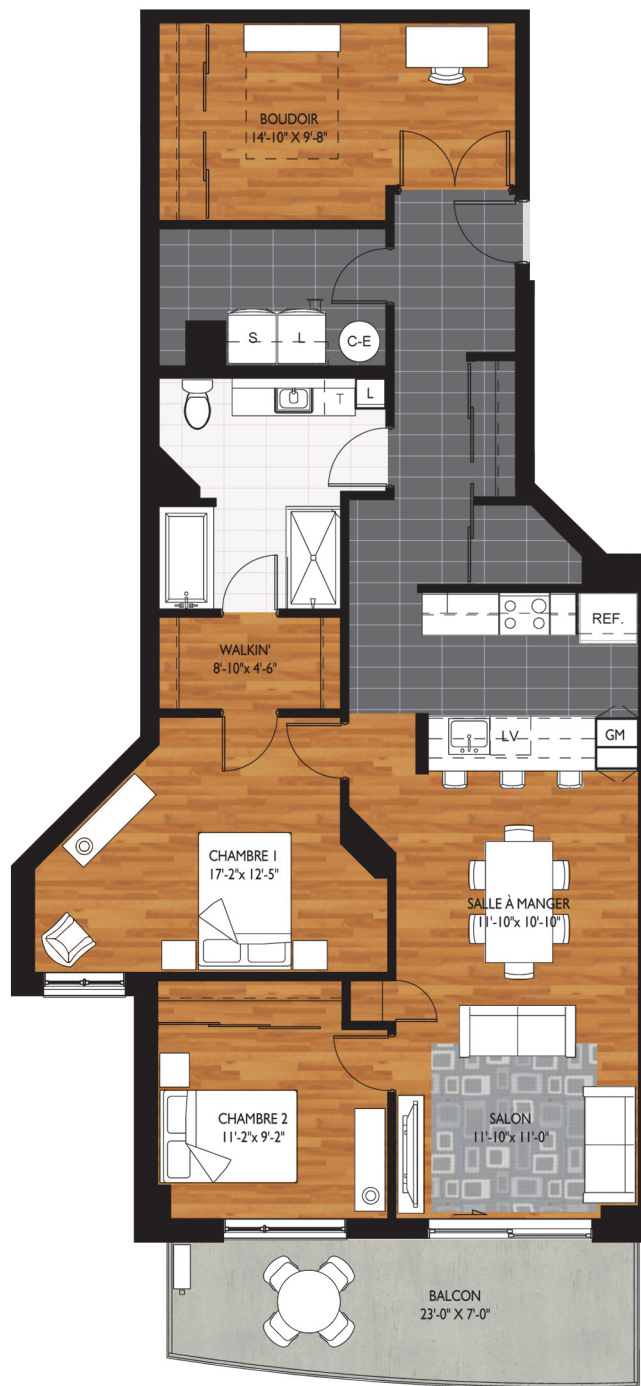 BOUDOIR
14'-10" X 9'-8"
S
L
C-E
T
L
REF.
WALKIN'
8'-10"x 4'-6"
LV
GM
CHAMBRE 1
17'-2"x 12'-5"
SALLE À MANGER
11'-10"x 10'-10"
CHAMBRE 2
11'-2"x 9'-2"
SALON
11'-10"x 11'-0"
BALCON
23'-0" X 7'-0"